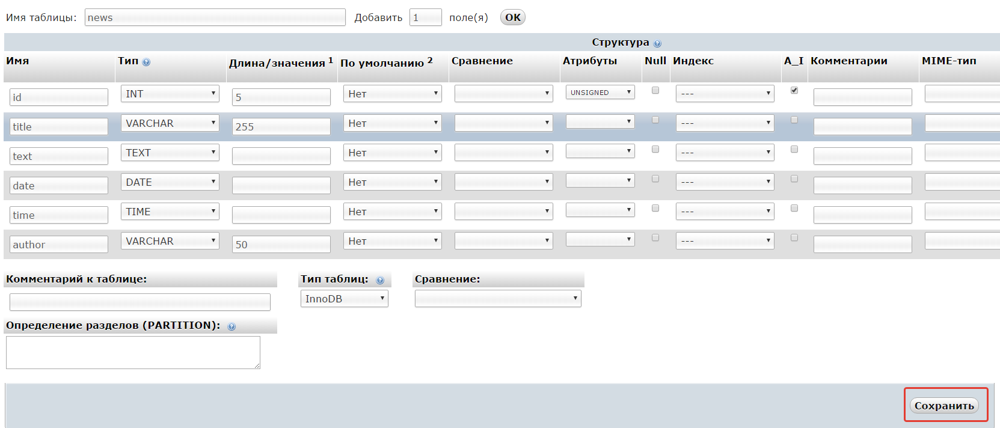 Имя таблицы: news Добавить 1 поле(я) OK
Структура
Имя Тип Длина/значения 1 По умолчанию 2 Сравнение Атрибуты Null Индекс A_I Комментарии MIME-тип
id INT 5 Нет UNSIGNED ---
title VARCHAR 255 Нет ---
text TEXT Нет ---
date DATE Нет ---
time TIME Нет ---
author VARCHAR 50 Нет ---
Комментарий к таблице: Тип таблиц: Сравнение:
InnoDB
Определение разделов (PARTITION):
Сохранить